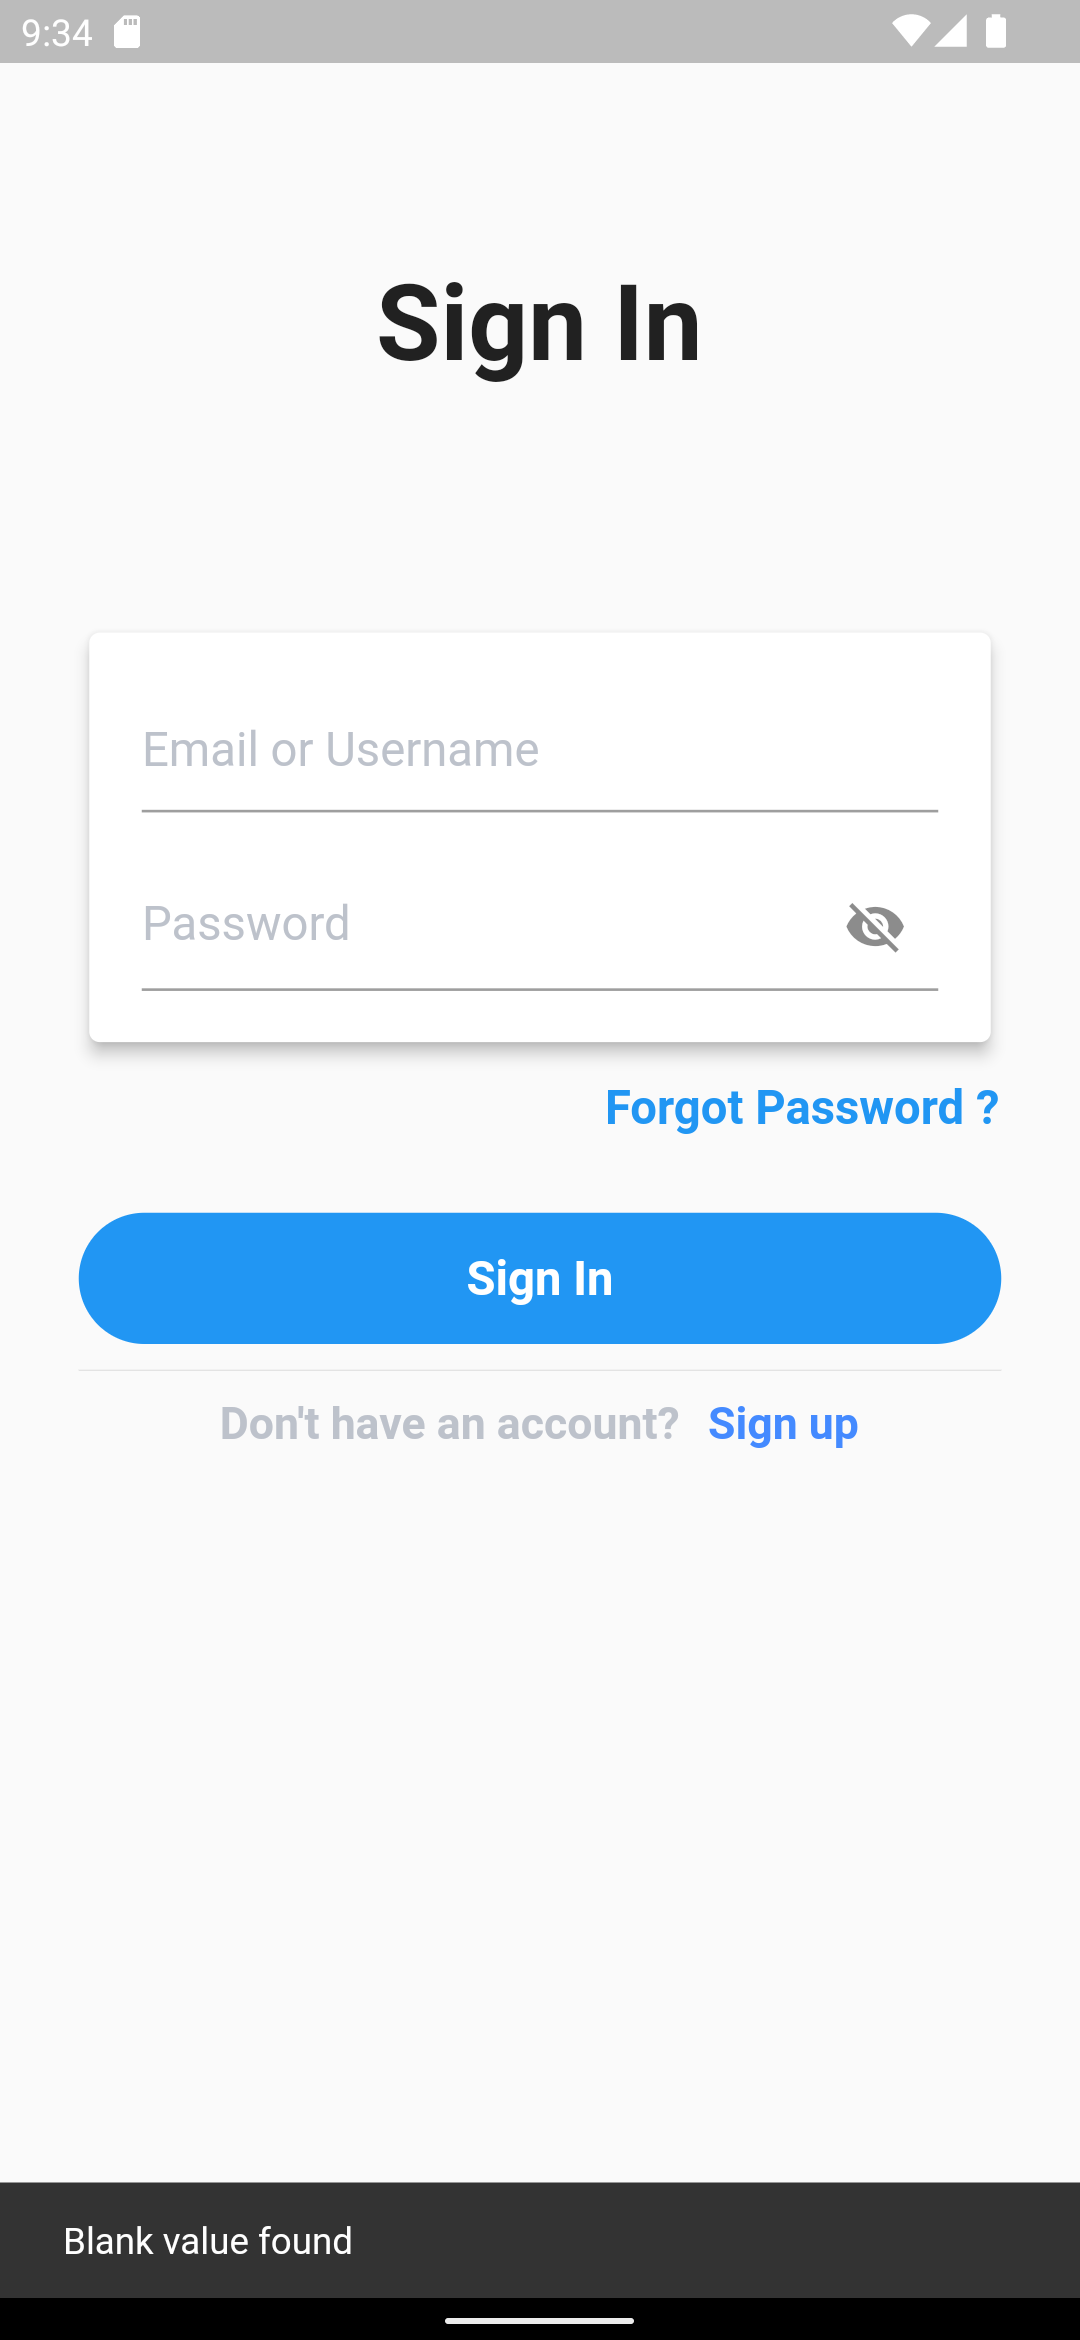 9:34
Sign In
Email or Username
Password
Forgot Password ?
Sign In
Don't have an account? Sign up
Blank value found